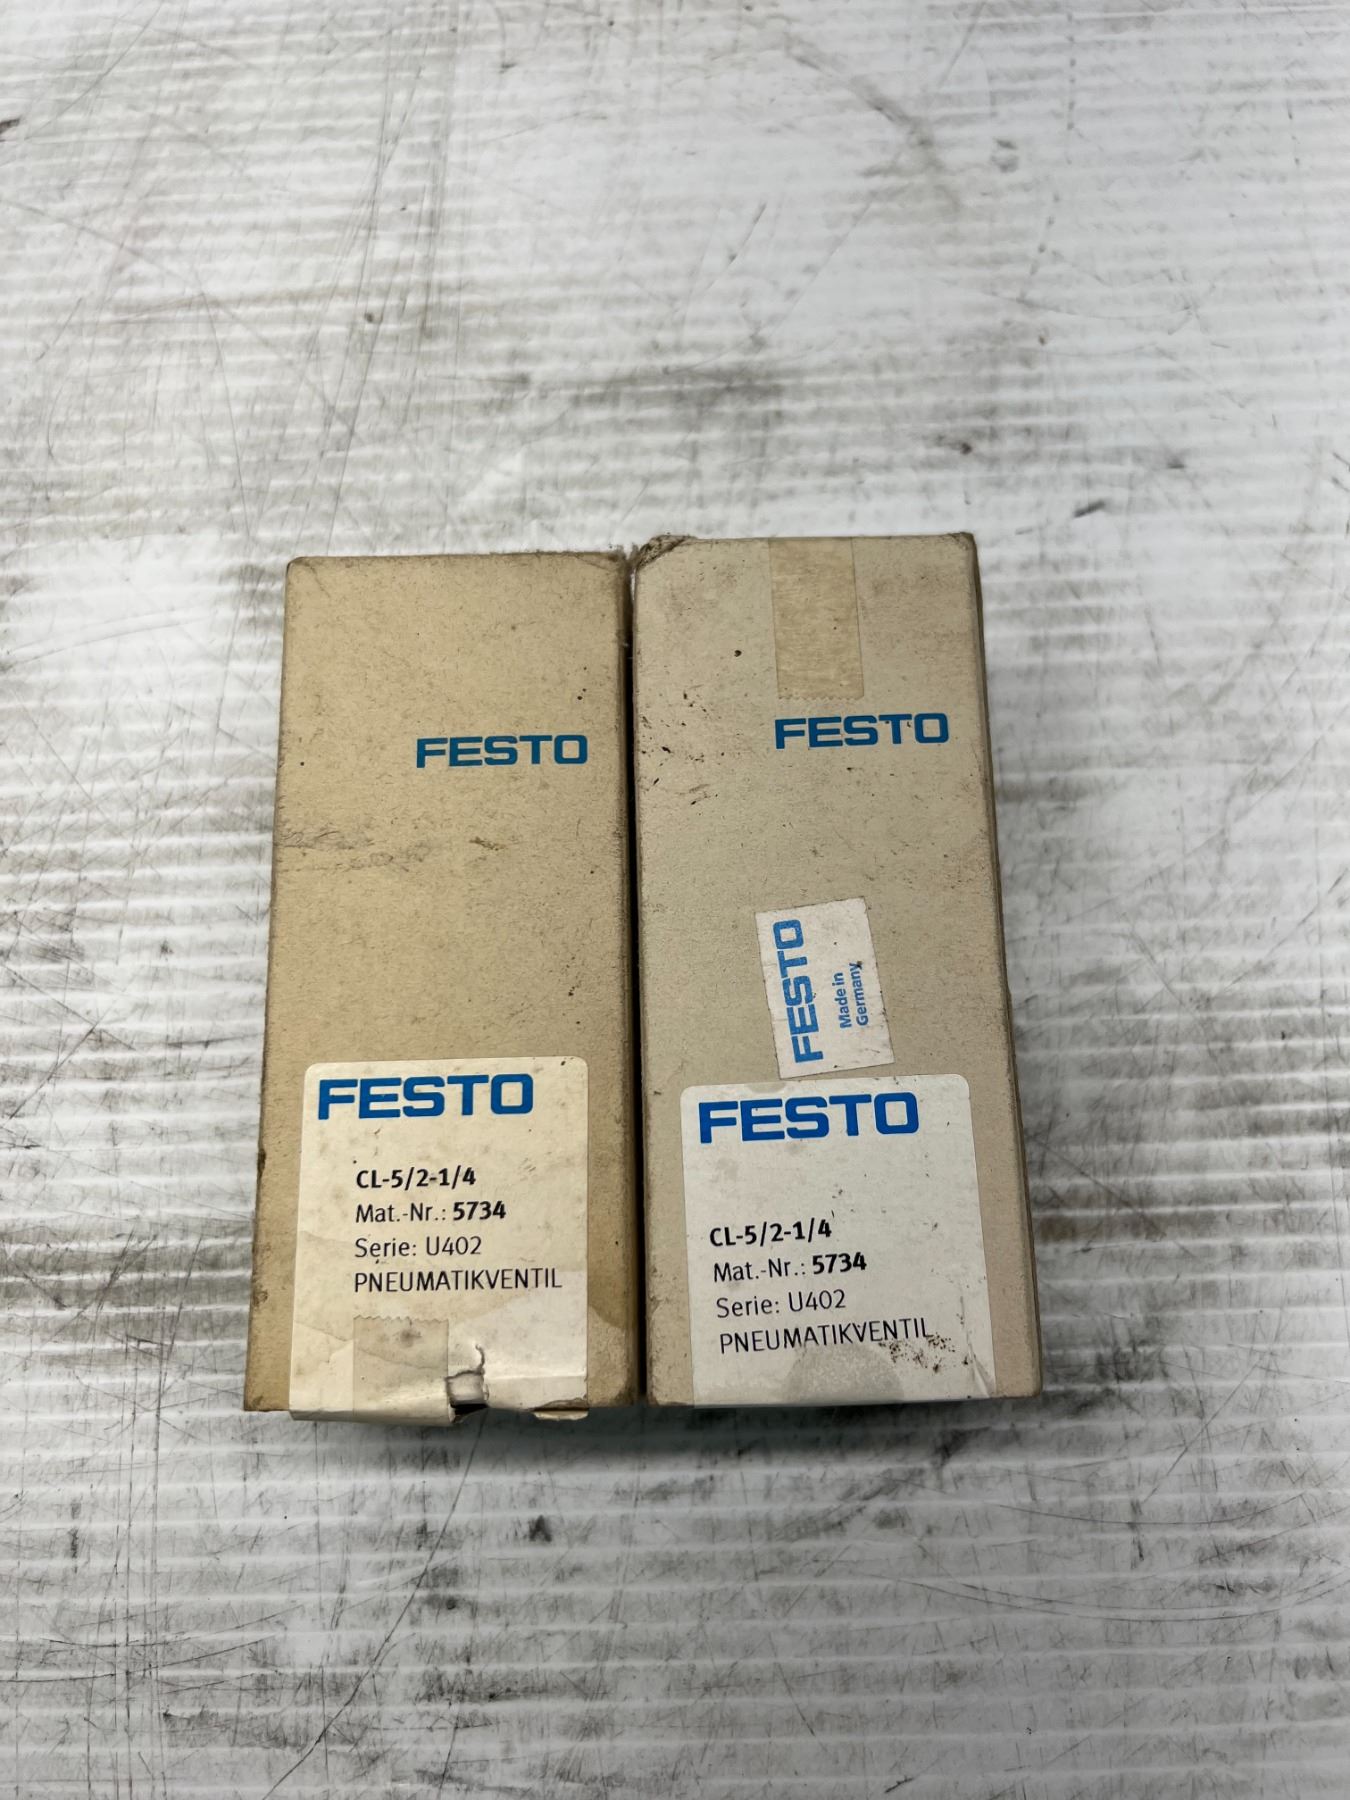 FESTO
FESTO
CL-5/2-1/4
Mat.-Nr.: 5734
Serie: U402
PNEUMATIKVENTIL
FESTO
FESTO
Made in
Germany
FESTO
CL-5/2-1/4
Mat.-Nr.: 5734
Serie: U402
PNEUMATIKVENTIL